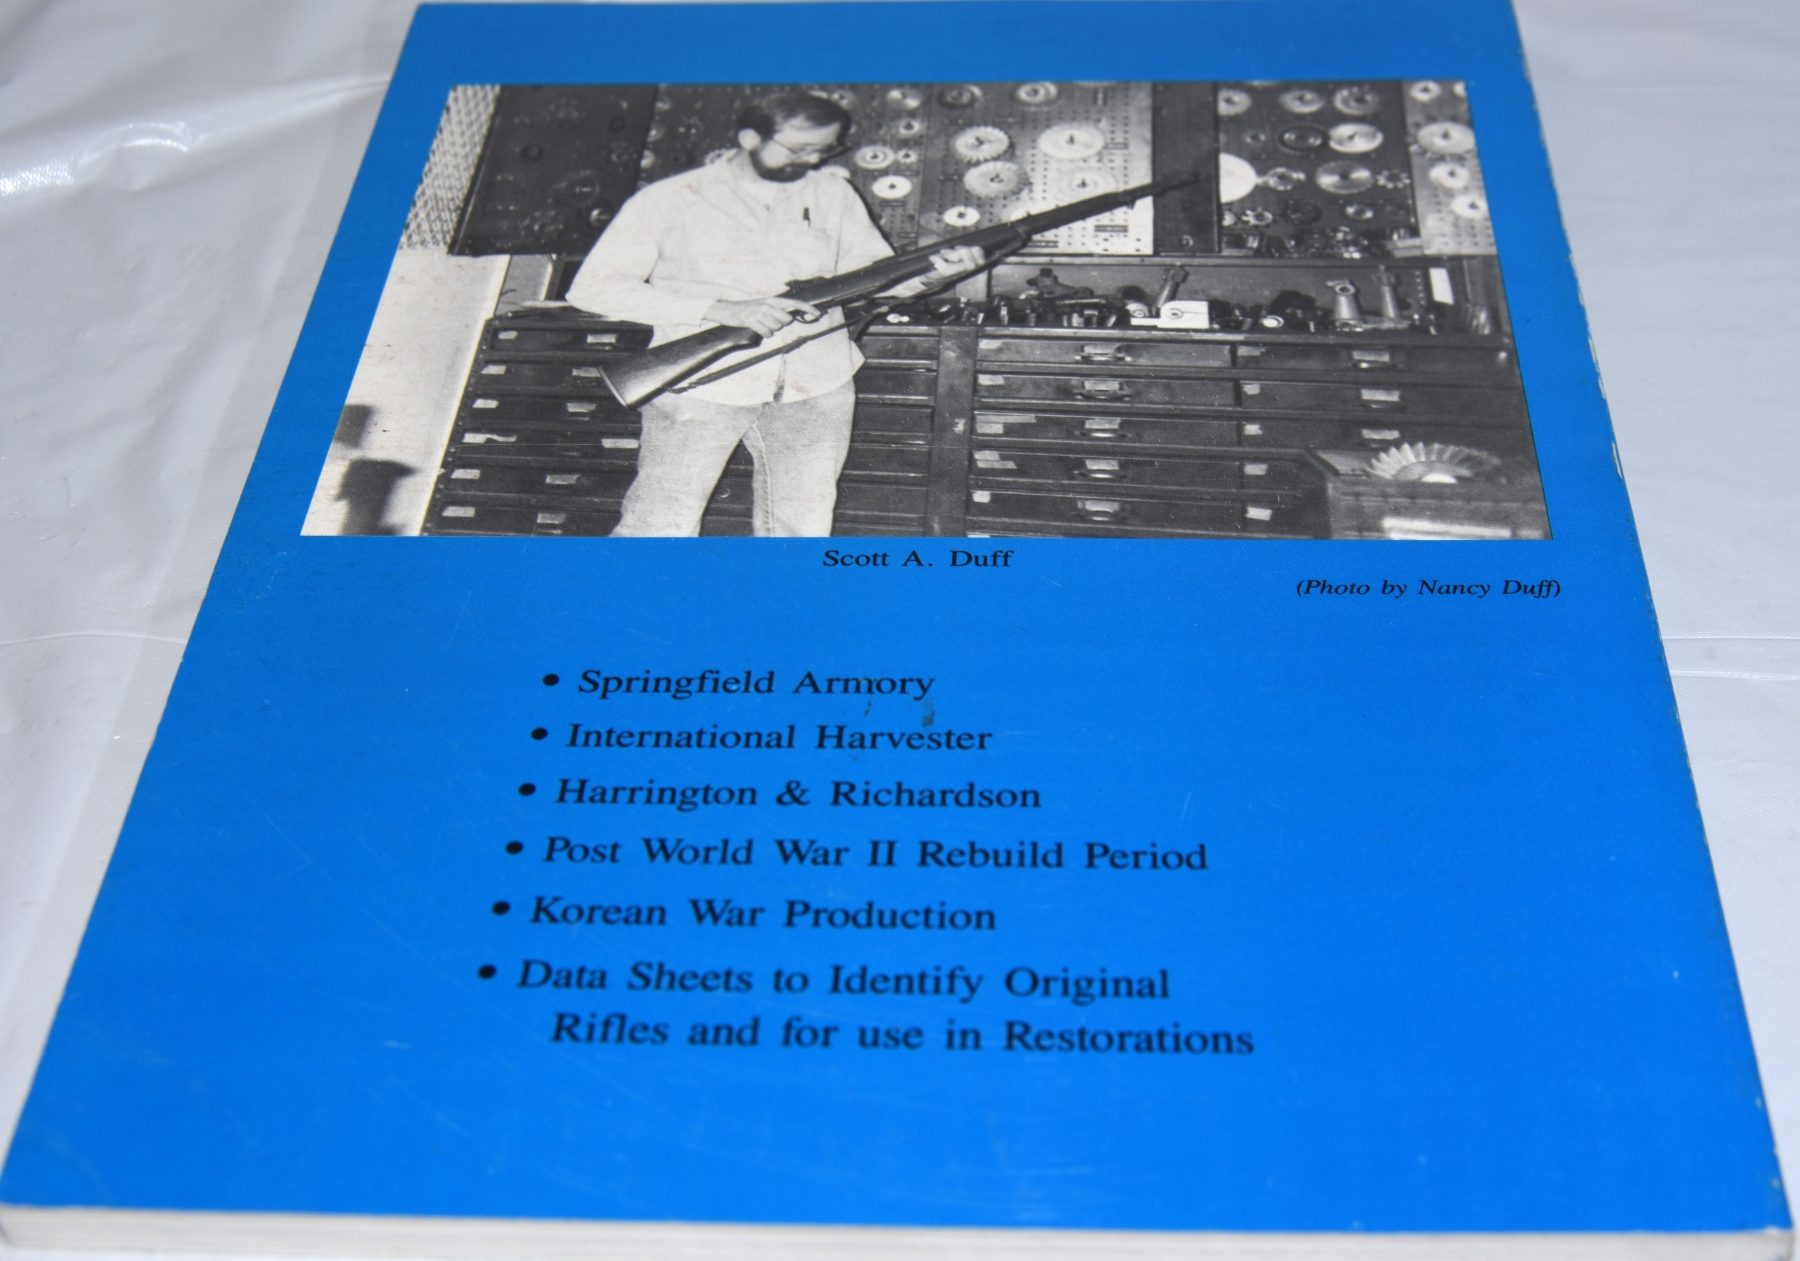 Scott A. Duff
(Photo by Nancy Duff)
• Springfield Armory
• International Harvester
• Harrington & Richardson
• Post World War II Rebuild Period
• Korean War Production
• Data Sheets to Identify Original
Rifles and for use in Restorations